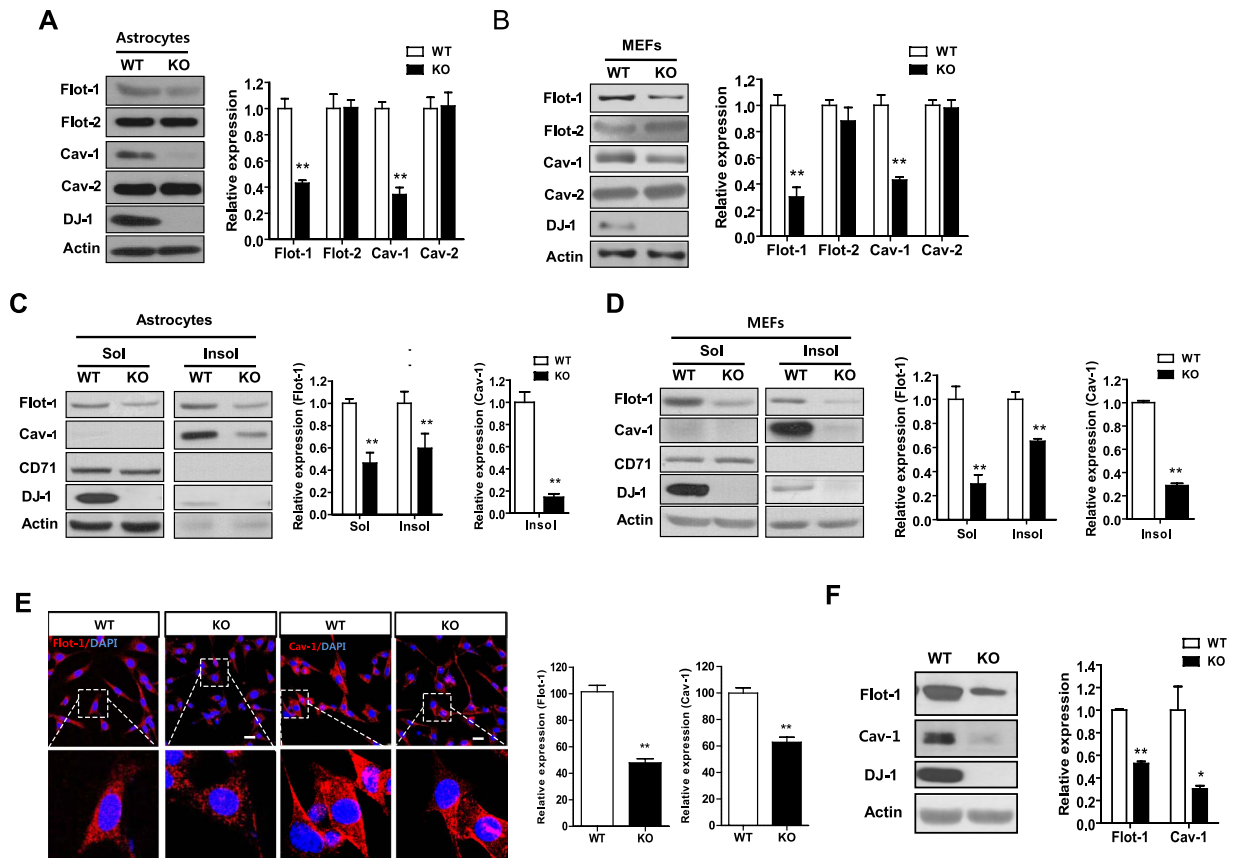 A
Astrocytes
WT KO
Flot-1
Flot-2
Cav-1
Cav-2
DJ-1
Actin
WT
KO
Relative expression
1.2
1.0
0.8
0.6
0.4
0.2
0.0
**
**
Flot-1 Flot-2 Cav-1 Cav-2
B
MEFs
WT KO
Flot-1
Flot-2
Cav-1
Cav-2
DJ-1
Actin
WT
KO
Relative expression
1.2
1.0
0.8
0.6
0.4
0.2
0.0
**
**
Flot-1 Flot-2 Cav-1 Cav-2
C
Astrocytes
Sol Insol
WT KO WT KO
Flot-1
Cav-1
CD71
DJ-1
Actin
Relative expression (Flot-1)
1.2
1.0
0.8
0.6
0.4
0.2
0.0
**
**
Sol Insol
WT
KO
Relative expression (Cav-1)
1.2
1.0
0.8
0.6
0.4
0.2
0.0
**
Insol
D
MEFs
Sol Insol
WT KO WT KO
Flot-1
Cav-1
CD71
DJ-1
Actin
Relative expression (Flot-1)
1.2
1.0
0.8
0.6
0.4
0.2
0.0
**
**
Sol Insol
WT
KO
Relative expression (Cav-1)
1.2
1.0
0.8
0.6
0.4
0.2
0.0
**
Insol
E
WT KO WT KO
Flot-1/DAPI Cav-1/DAPI
Relative expression (Flot-1)
120
100
80
60
40
20
0
**
WT KO
Relative expression (Cav-1)
120
100
80
60
40
20
0
**
WT KO
F
WT KO
Flot-1
Cav-1
DJ-1
Actin
WT
KO
Relative expression
1.4
1.2
1.0
0.8
0.6
0.4
0.2
0.0
**
*
Flot-1 Cav-1